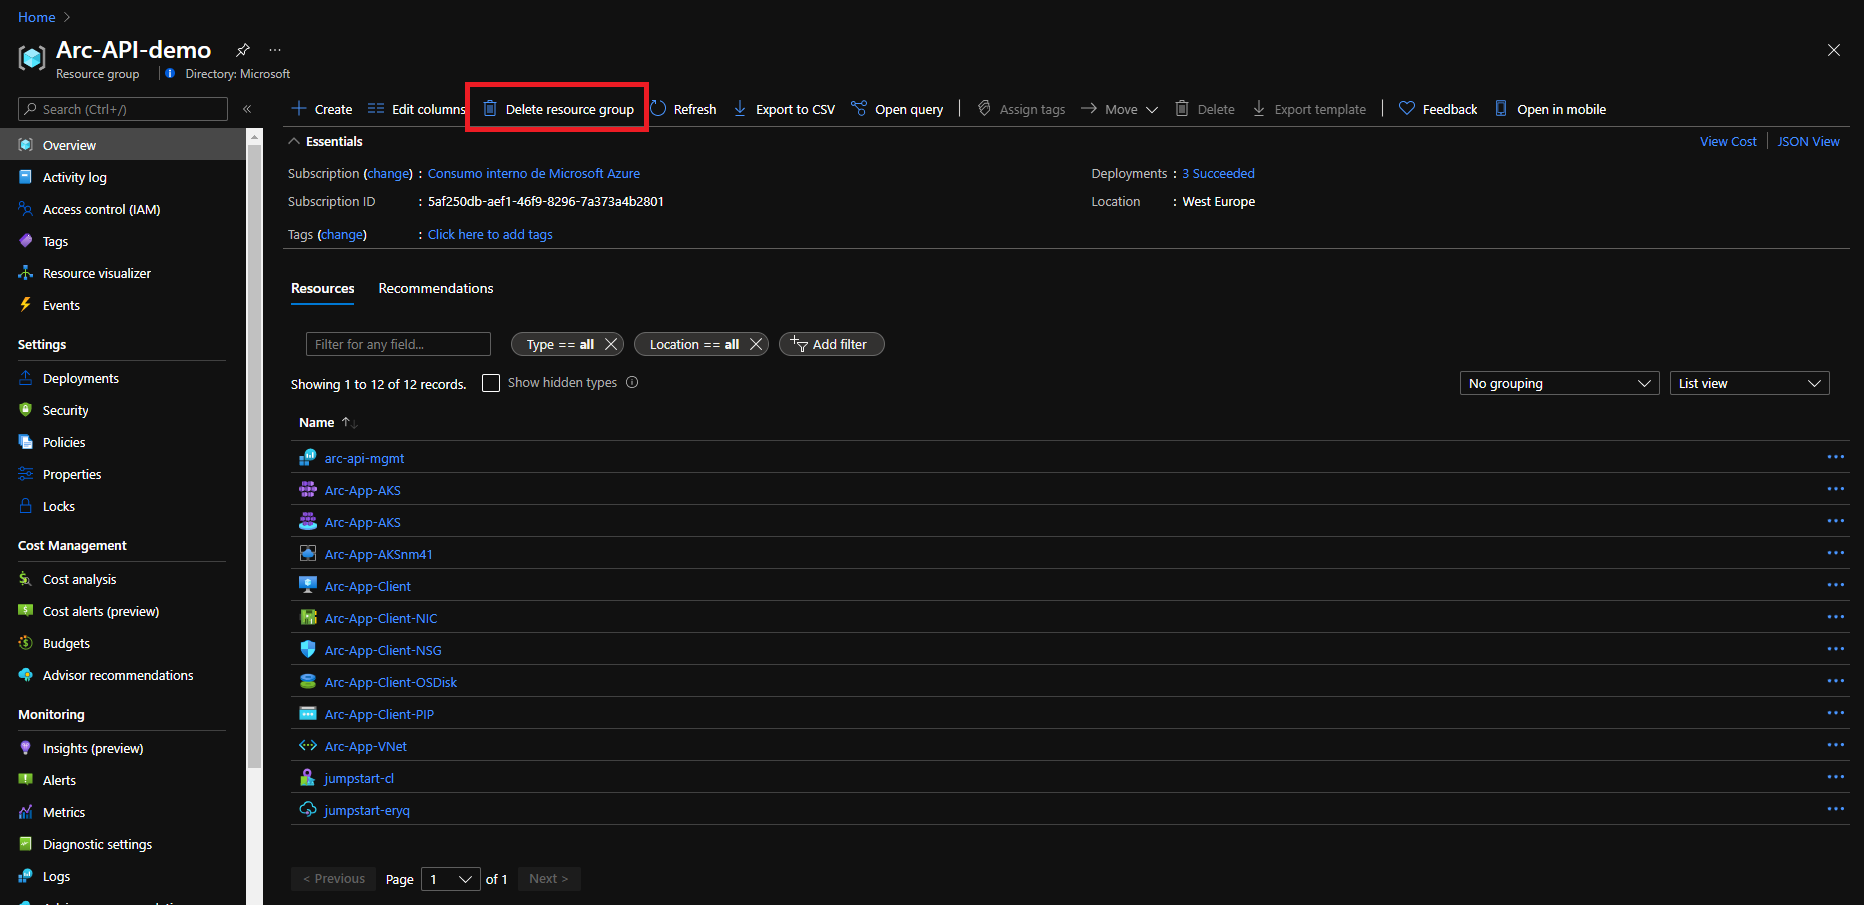 Home
Arc-API-demo
Resource group
Directory: Microsoft
Search (Ctrl+/)
Overview
Activity log
Access control (IAM)
Tags
Resource visualizer
Events
Settings
Deployments
Security
Policies
Properties
Locks
Cost Management
Cost analysis
Cost alerts (preview)
Budgets
Advisor recommendations
Monitoring
Insights (preview)
Alerts
Metrics
Diagnostic settings
Logs
Create Edit columns Delete resource group Refresh Export to CSV Open query Assign tags Move Delete Export template Feedback Open in mobile
Essentials
View Cost JSON View
Subscription (change) : Consumo interno de Microsoft Azure
Subscription ID : 5af250db-aef1-46f9-8296-7a373a4b2801
Tags (change) : Click here to add tags
Deployments : 3 Succeeded
Location : West Europe
Resources Recommendations
Filter for any field... Type == all Location == all Add filter
Showing 1 to 12 of 12 records. Show hidden types No grouping List view
Name
arc-api-mgmt
Arc-App-AKS
Arc-App-AKS
Arc-App-AKSnm41
Arc-App-Client
Arc-App-Client-NIC
Arc-App-Client-NSG
Arc-App-Client-OSDisk
Arc-App-Client-PIP
Arc-App-VNet
jumpstart-cl
jumpstart-eryq
< Previous Page 1 of 1 Next >